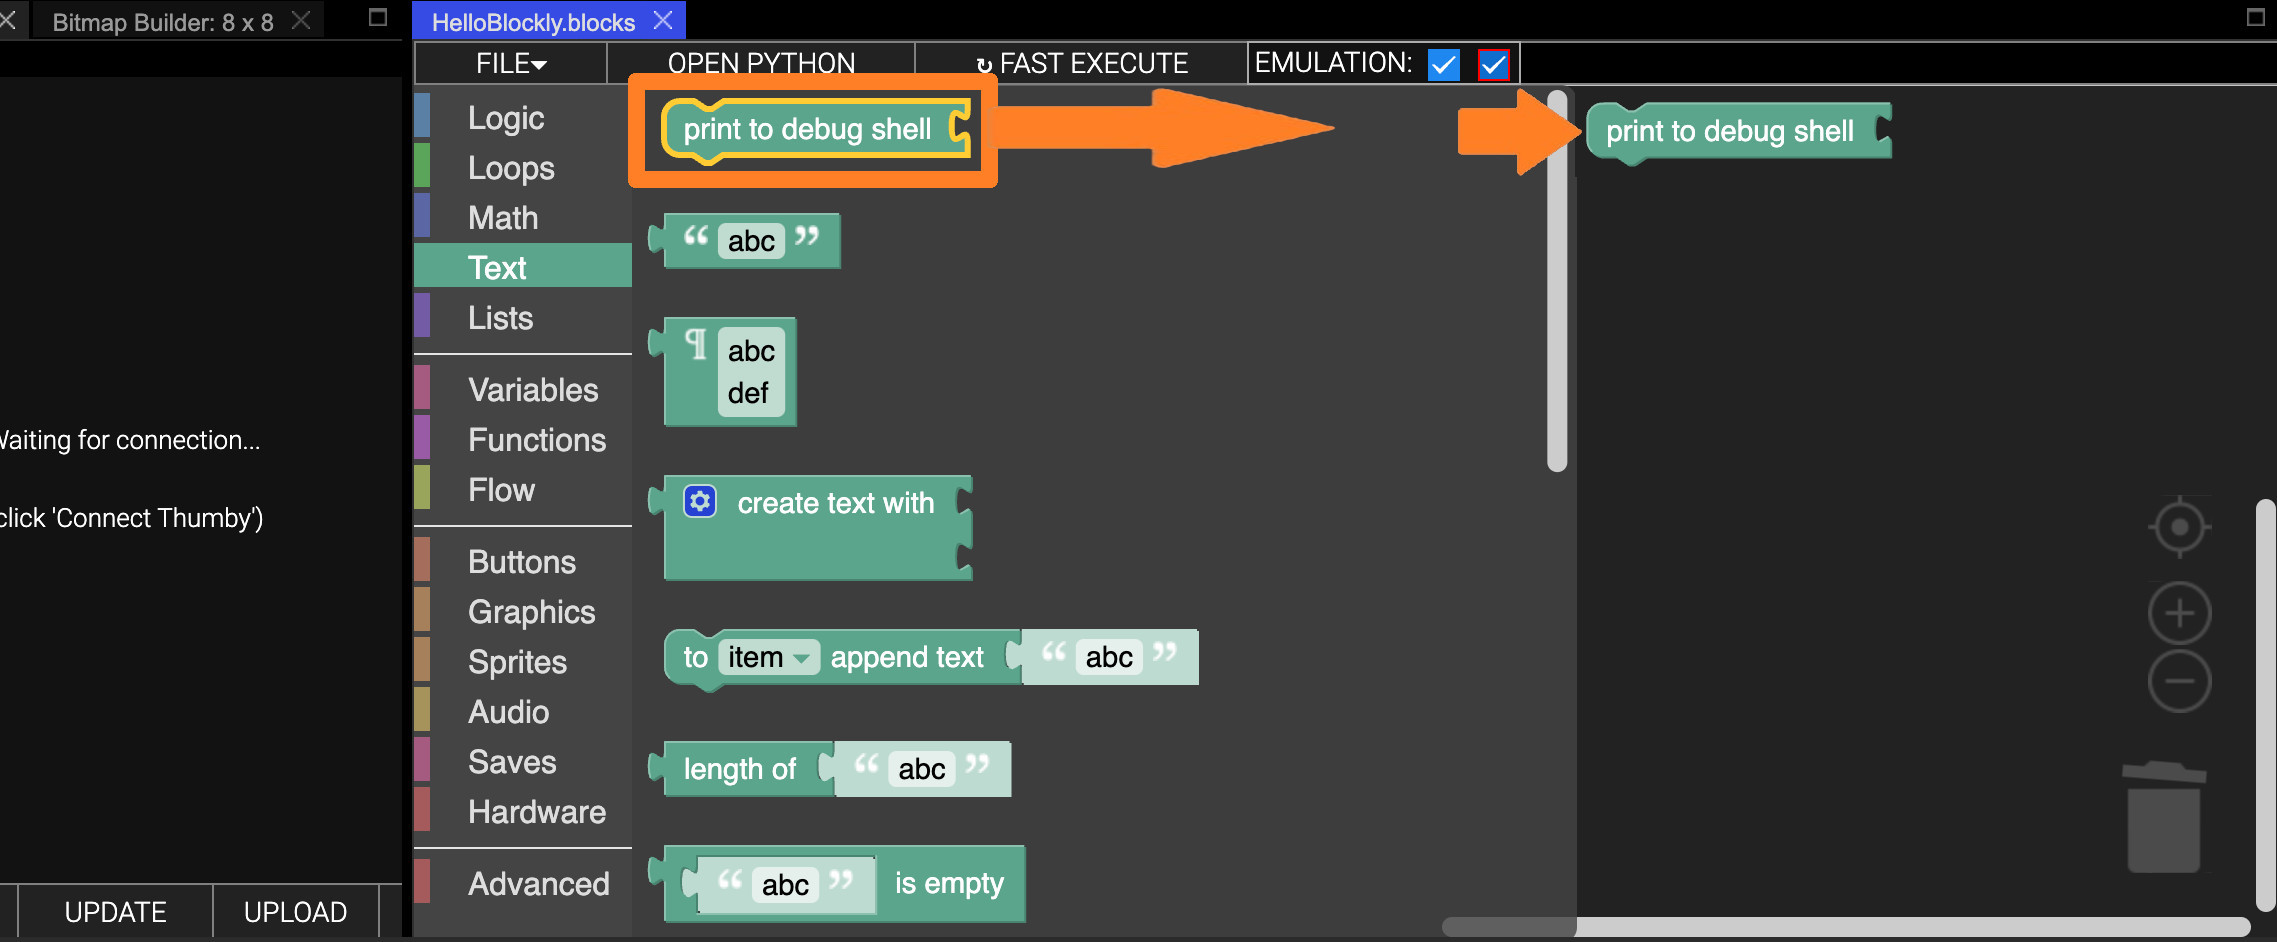 Bitmap Builder: 8 x 8
HelloBlockly.blocks
FILE
OPEN PYTHON
FAST EXECUTE
EMULATION:
Logic
Loops
Math
Text
Lists
Variables
Functions
Flow
Buttons
Graphics
Sprites
Audio
Saves
Hardware
Advanced
print to debug shell
“ abc ”
¶ abc
def
create text with
to item append text “ abc ”
length of “ abc ”
“ abc ” is empty
print to debug shell
for connection...
'Connect Thumby')
UPDATE
UPLOAD